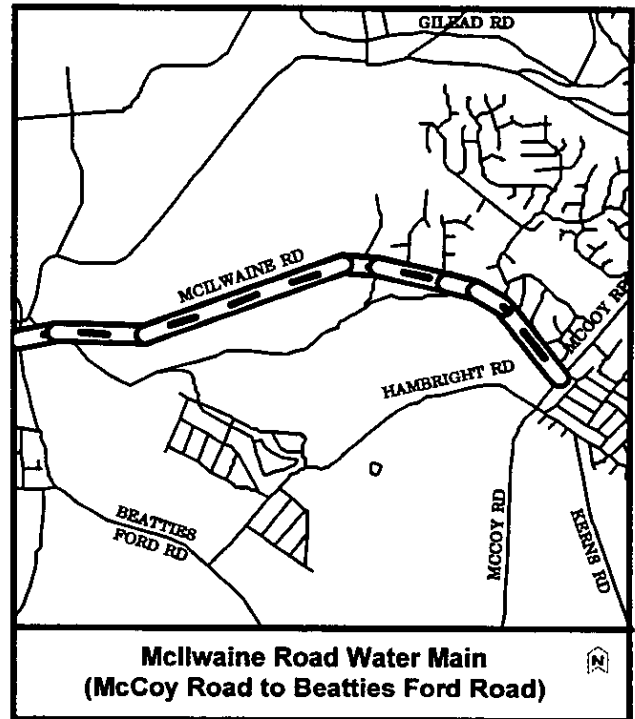 GILEAD RD
MCILWAINE RD
MCCOY RD
HAMBRIGHT RD
BEATTIES
FORD RD
MCCOY RD
KERNS RD
McIlwaine Road Water Main
(McCoy Road to Beatties Ford Road)
N